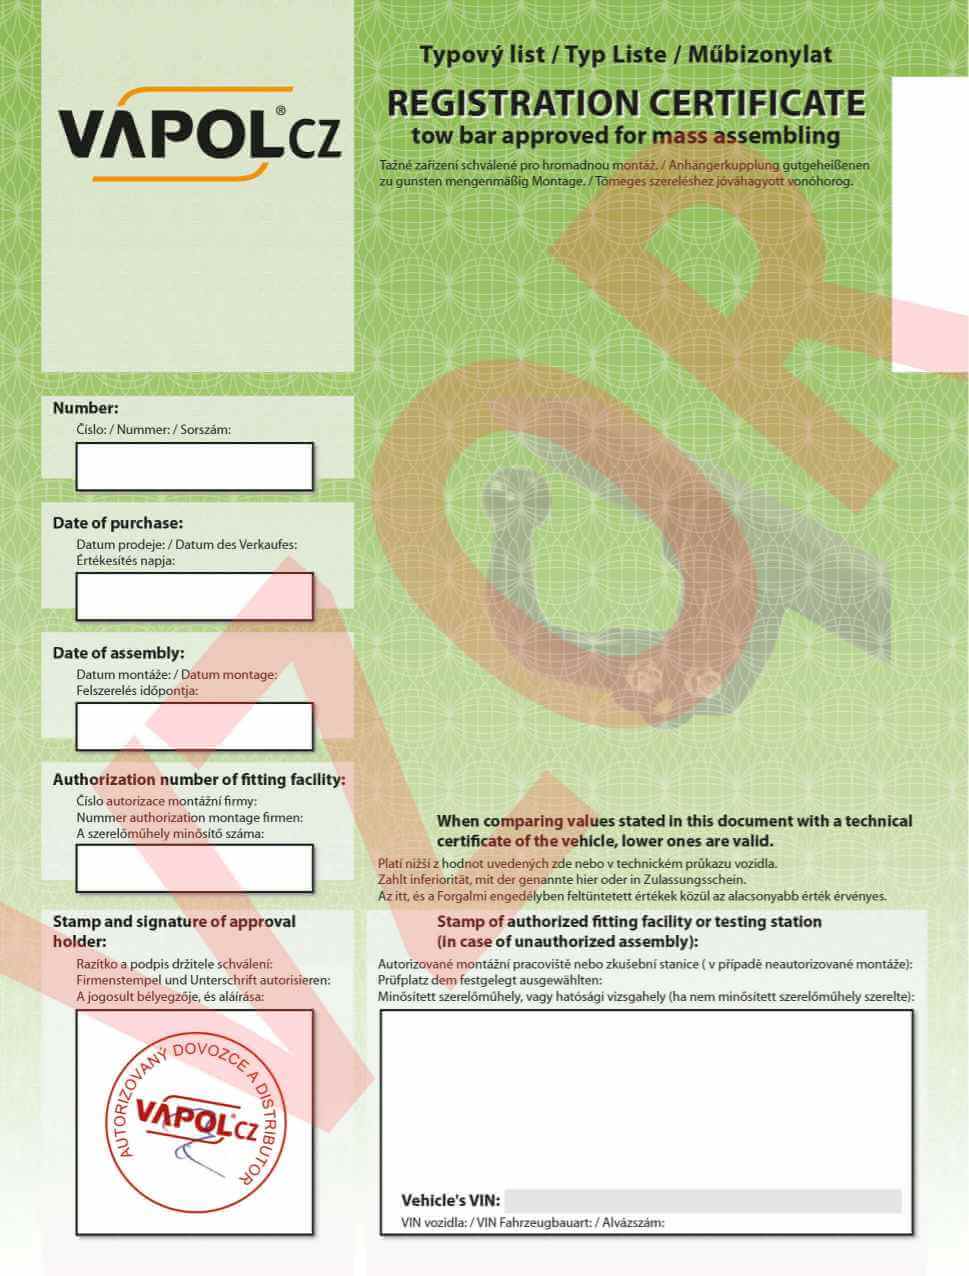 VAPOL®CZ
Typový list / Typ Liste / Műbizonylat
REGISTRATION CERTIFICATE
tow bar approved for mass assembling
Tažné zařízení schválené pro hromadnou montáž. / Anhängerkupplung gutgeheißenen
zu gunsten mengenmäßig Montage. / Tömeges szereléshez jóváhagyott vonóhorog.
Number:
Číslo: / Nummer: / Sorszám:
Date of purchase:
Datum prodeje: / Datum des Verkaufes:
Értékesítés napja:
Date of assembly:
Datum montáže: / Datum montage:
Felszerelés időpontja:
Authorization number of fitting facility:
Číslo autorizace montážní firmy:
Nummer authorization montage firmen:
A szerelőműhely minősítő száma:
When comparing values stated in this document with a technical
certificate of the vehicle, lower ones are valid.
Platí nižší z hodnot uvedených zde nebo v technickém průkazu vozidla.
Zahlt inferiorität, mit der genannte hier oder in Zulassungsschein.
Az itt, és a Forgalmi engedélyben feltüntetett értékek közül az alacsonyabb érték érvényes.
Stamp and signature of approval
holder:
Razítko a podpis držitele schválení:
Firmenstempel und Unterschrift autorisieren:
A jogosult bélyegzője, és aláírása:
AUTORIZOVANÝ DOVOZCE A DISTRIBUTOR
VAPOL®CZ
Stamp of authorized fitting facility or testing station
(in case of unauthorized assembly):
Autorizované montážní pracoviště nebo zkušební stanice ( v případě neautorizované montáže):
Prüfplatz dem festgelegt ausgewählten:
Minősített szerelőműhely, vagy hatósági vizsgahely (ha nem minősített szerelőműhely szerelte):
Vehicle's VIN:
VIN vozidla: / VIN Fahrzeugbauart: / Alvázszám:
VZOR